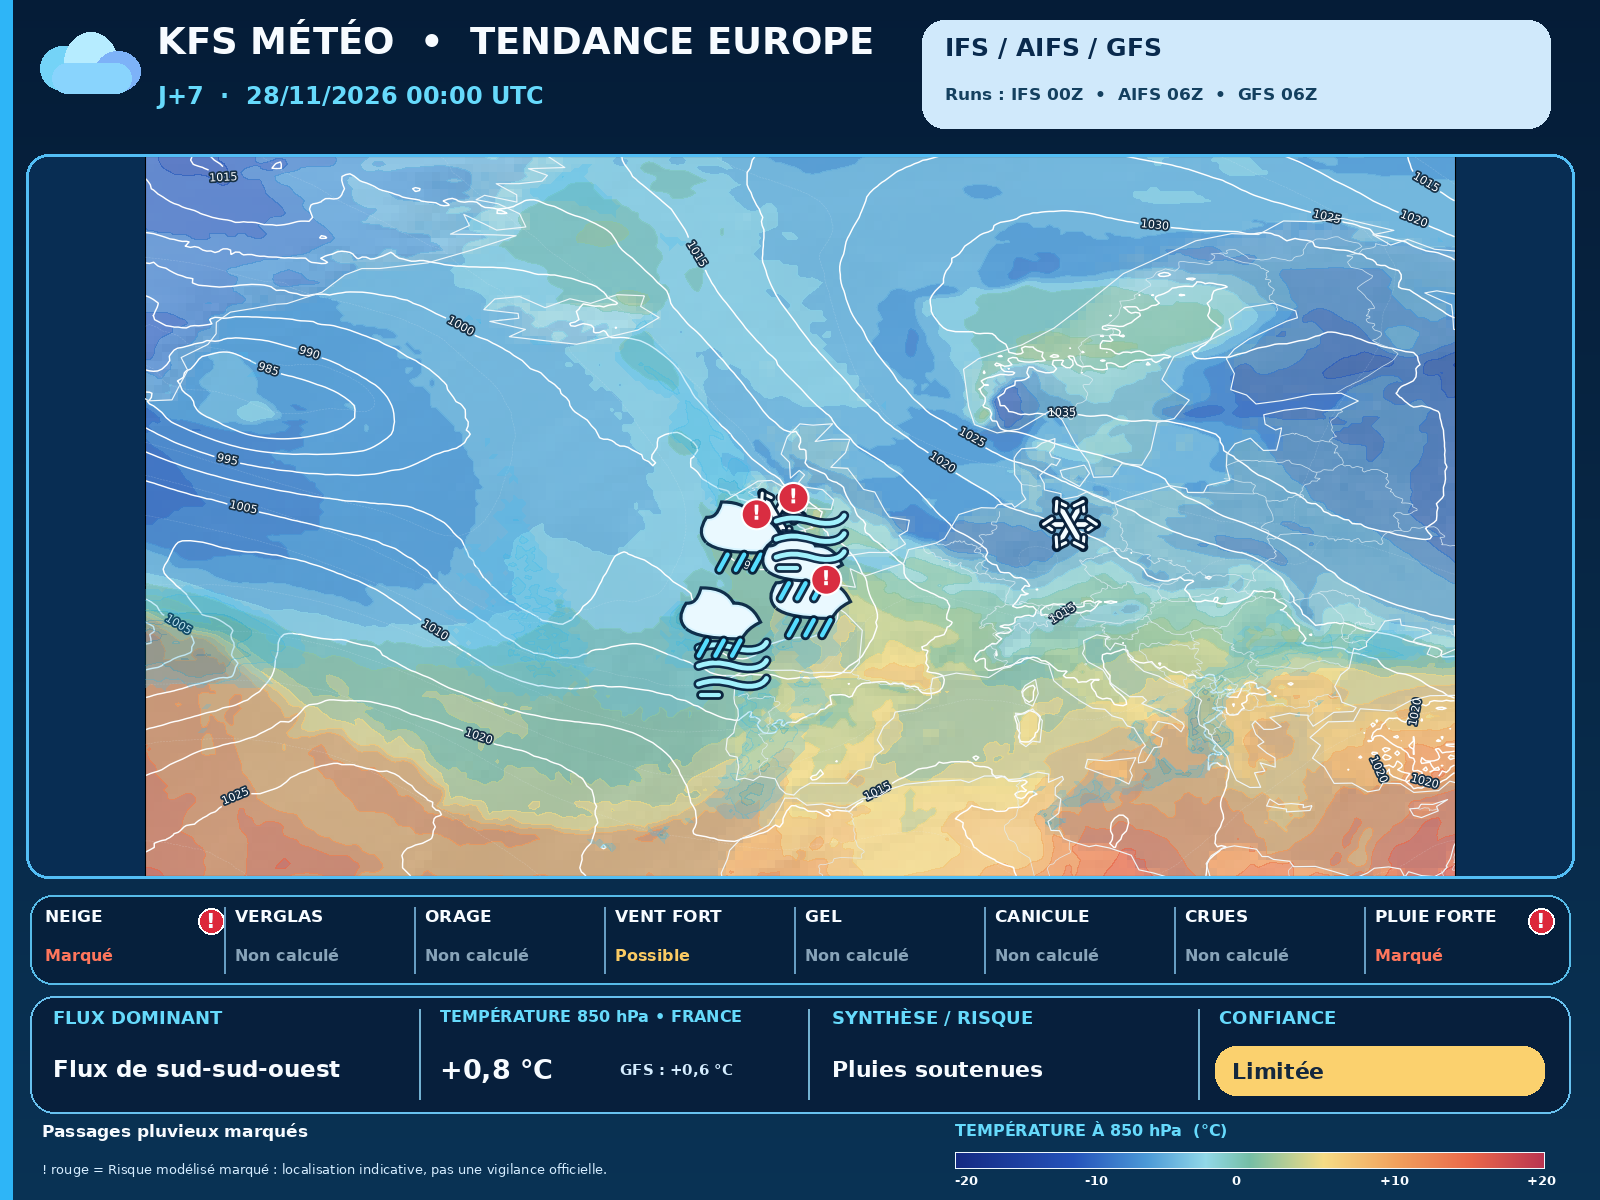 KFS MÉTÉO • TENDANCE EUROPE
J+7 · 28/11/2026 00:00 UTC
IFS / AIFS / GFS
Runs : IFS 00Z • AIFS 06Z • GFS 06Z
1015
1015
1025
1020
1030
1015
1000
990
985
1035
1025
1020
995
1005
9
1005
1010
1015
1020
1020
1025
1015
1020
1020
!
!
!
NEIGE
!
VERGLAS
ORAGE
VENT FORT
GEL
CANICULE
CRUES
PLUIE FORTE
!
Marqué
Non calculé
Non calculé
Possible
Non calculé
Non calculé
Non calculé
Marqué
FLUX DOMINANT
TEMPÉRATURE 850 hPa • FRANCE
SYNTHÈSE / RISQUE
CONFIANCE
Flux de sud-sud-ouest
+0,8 °C
GFS : +0,6 °C
Pluies soutenues
Limitée
Passages pluvieux marqués
! rouge = Risque modélisé marqué : localisation indicative, pas une vigilance officielle.
TEMPÉRATURE À 850 hPa (°C)
-20
-10
0
+10
+20